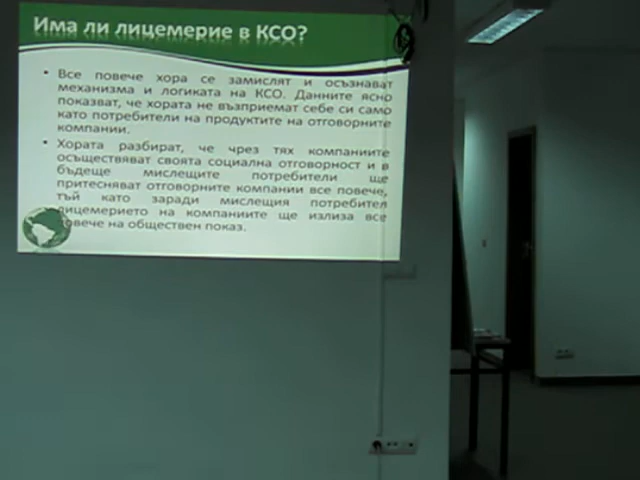 Има ли лицемерие в КСО?
• Все повече хора се замислят и осъзнават
механизма и логиката на КСО. Данните ясно
показват, че хората не възприемат себе си само
като потребители на продуктите на отговорните
компании.
• Хората разбират, че чрез тях компаниите
осъществяват своята социална отговорност и в
бъдеще мислещите потребители ще
притесняват отговорните компании все повече,
тъй като заради мислещия потребител
лицемерието на компаниите ще излиза все
повече на обществен показ.